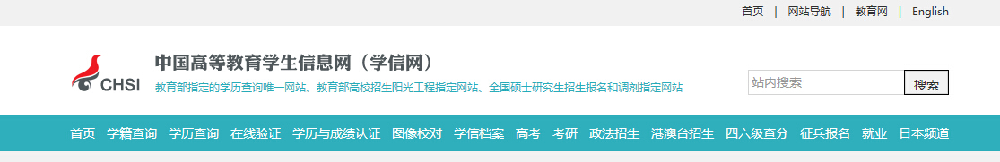 首页 | 网站导航 | 教育网 | English
中国高等教育学生信息网（学信网）
CHSI
教育部指定的学历查询唯一网站、教育部高校招生阳光工程指定网站、全国硕士研究生招生报名和调剂指定网站
站内搜索 搜索
首页 学籍查询 学历查询 在线验证 学历与成绩认证 图像校对 学信档案 高考 考研 政法招生 港澳台招生 四六级查分 征兵报名 就业 日本频道